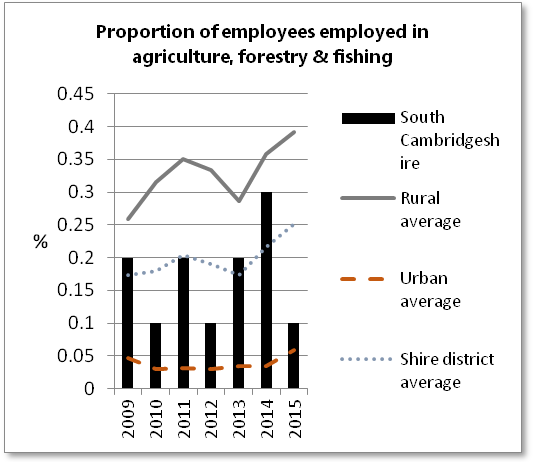 Proportion of employees employed in
agriculture, forestry & fishing
0.45
0.4
0.35
0.3
0.25
0.2
0.15
0.1
0.05
0
%
2009
2010
2011
2012
2013
2014
2015
South
Cambridgesh
ire
Rural
average
Urban
average
Shire district
average